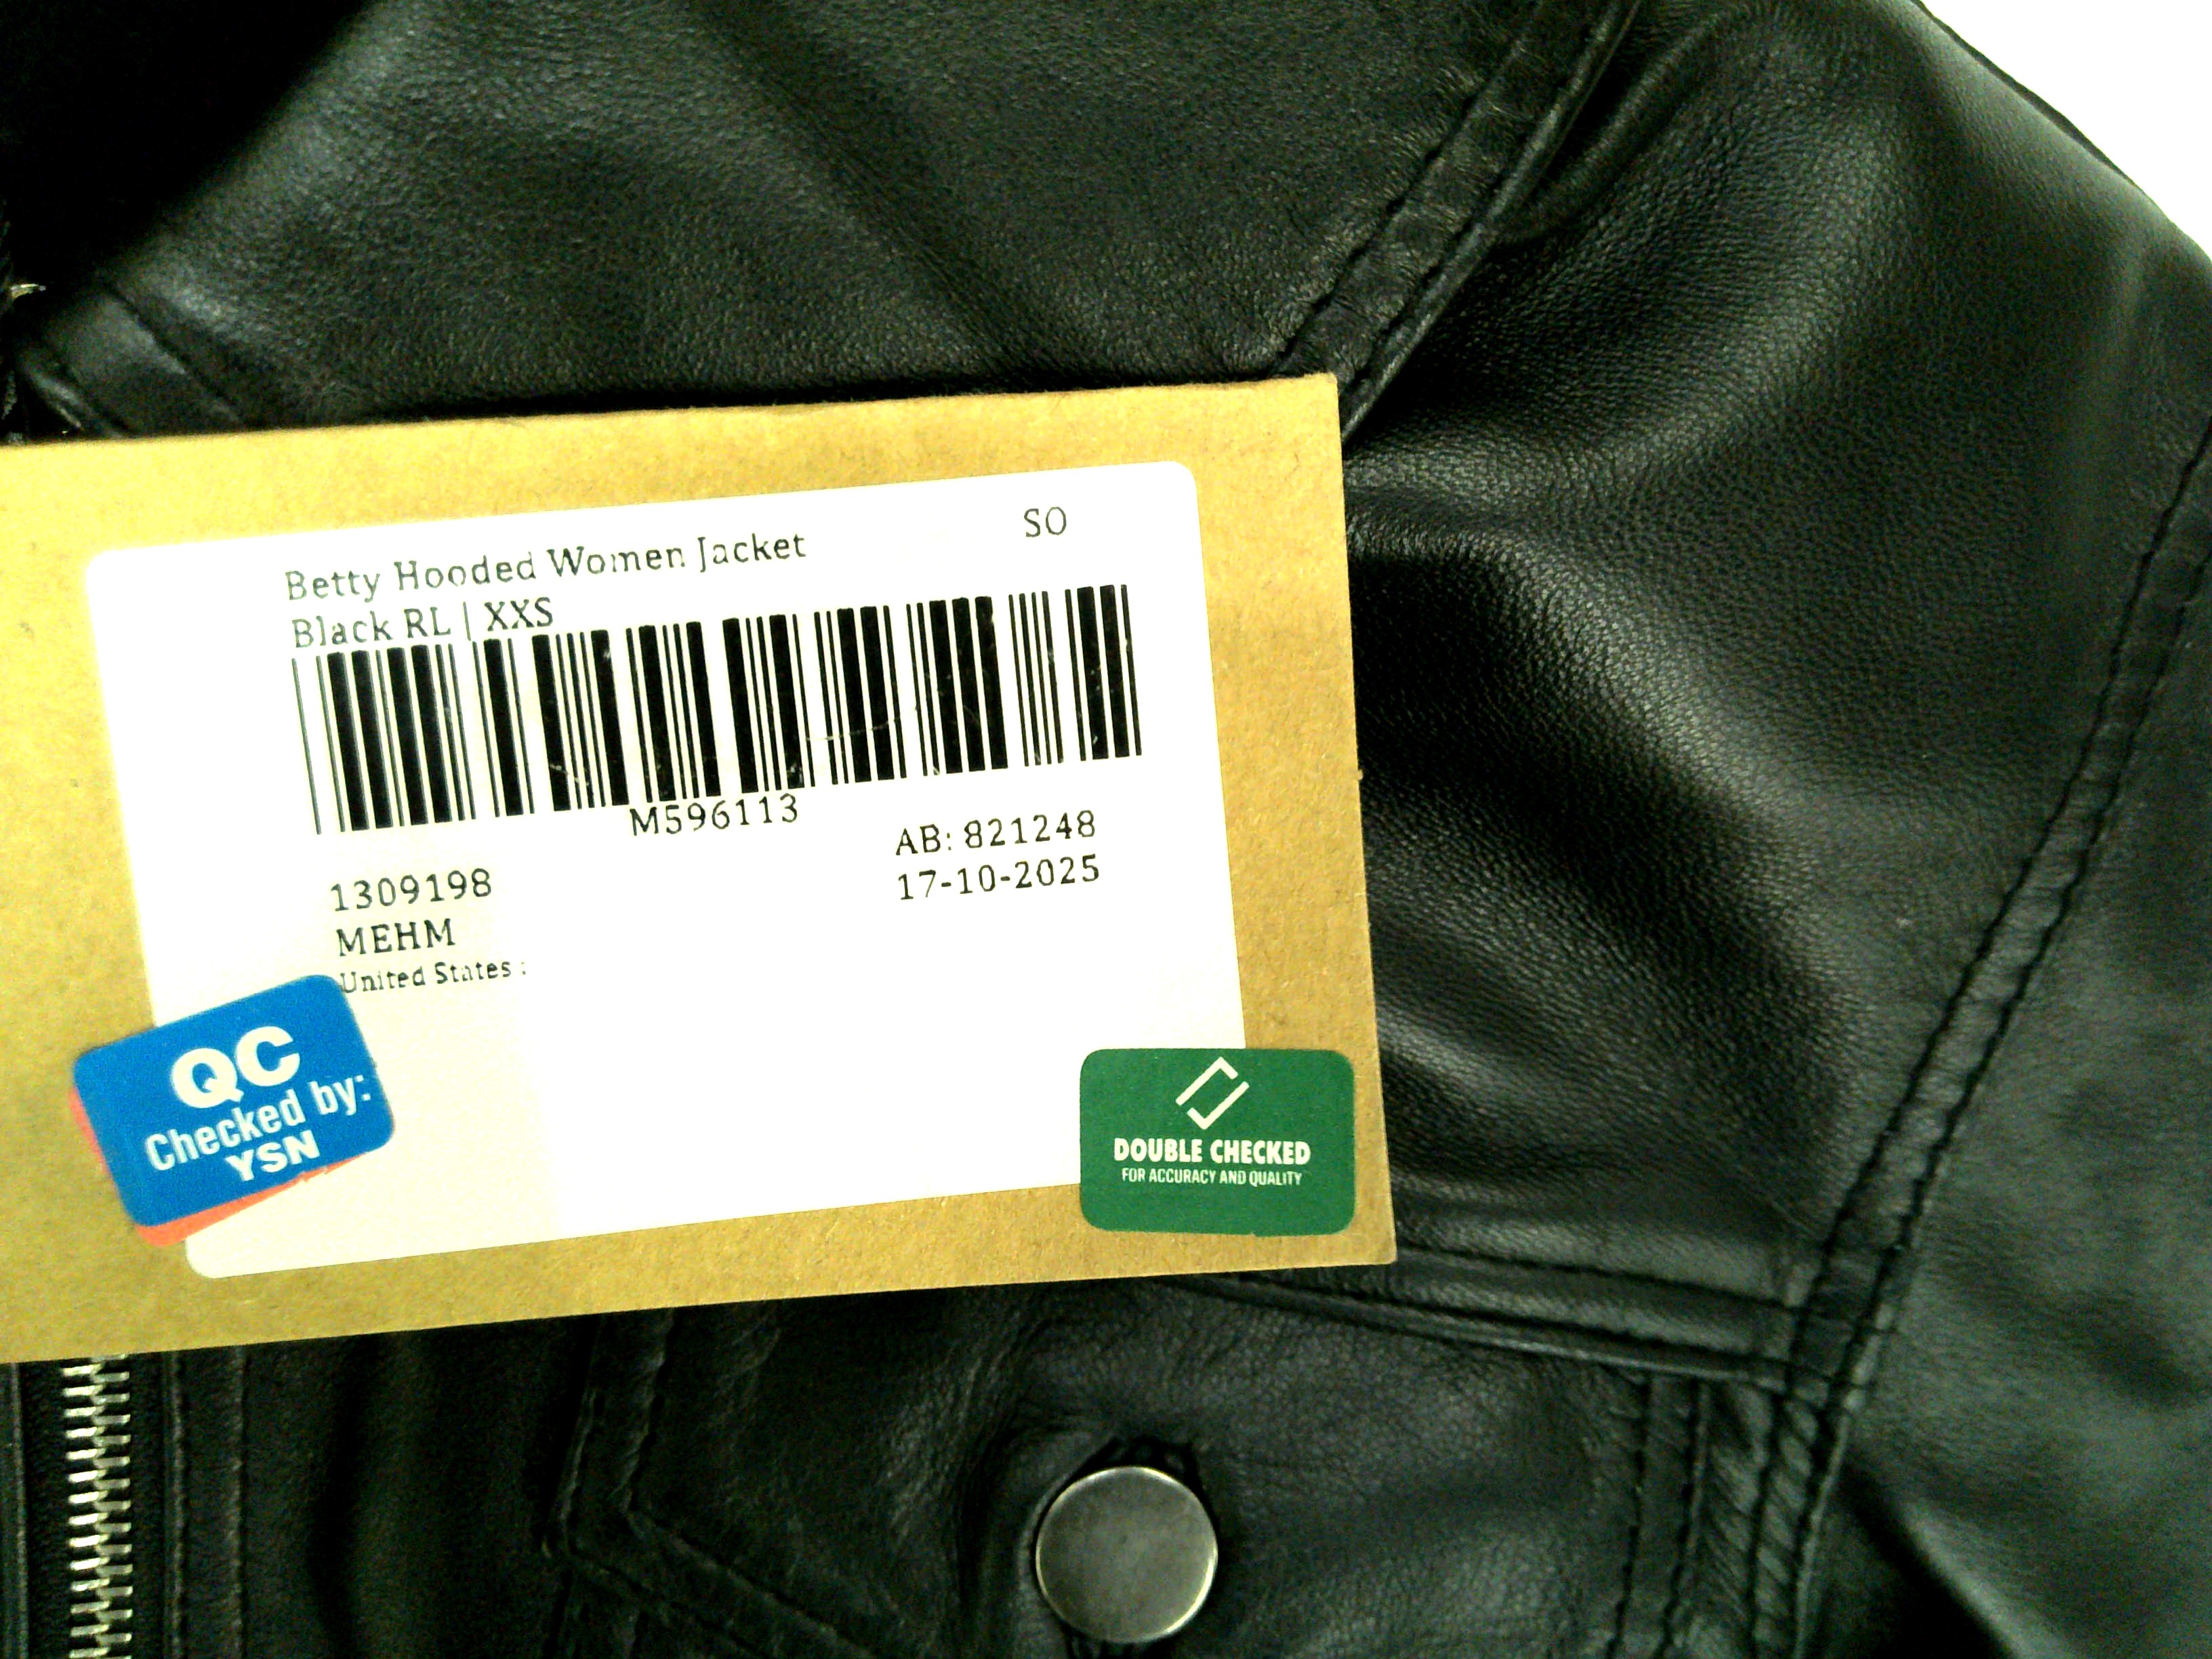 Betty Hooded Women Jacket
SO
Black RL | XXS
M596113
AB: 821248
1309198
17-10-2025
MEHM
United States :
QC
Checked by:
YSN
DOUBLE CHECKED
FOR ACCURACY AND QUALITY